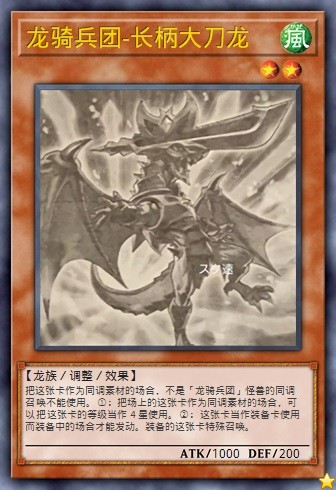 龙骑兵团-长柄大刀龙
風
スク遠
【龙族／调整／效果】
把这张卡作为同调素材的场合，不是「龙骑兵团」怪兽的同调
召唤不能使用。①：把场上的这张卡作为同调素材的场合，可
以把这张卡的等级当作４星使用。②：这张卡当作装备卡使用
而装备中的场合才能发动。装备的这张卡特殊召唤。
ATK/1000 DEF/200